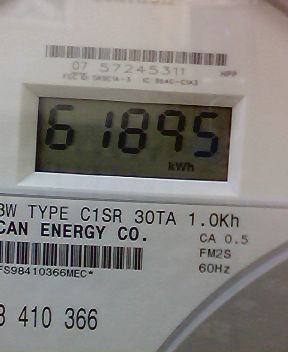 07 57245311
61895
kWh
3W TYPE C1SR 30TA 1.0Kh
CAN ENERGY CO.
CA 0.5
FM2S
60Hz
FS98410366MEC*
410 366